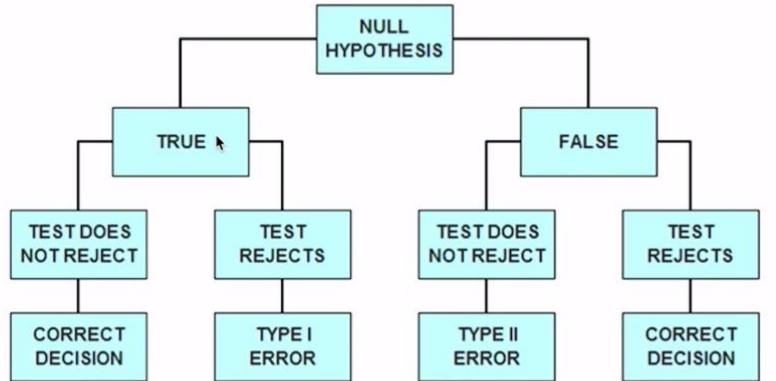 NULL
HYPOTHESIS
TRUE
FALSE
TEST DOES
NOT REJECT
TEST
REJECTS
TEST DOES
NOT REJECT
TEST
REJECTS
CORRECT
DECISION
TYPE I
ERROR
TYPE II
ERROR
CORRECT
DECISION